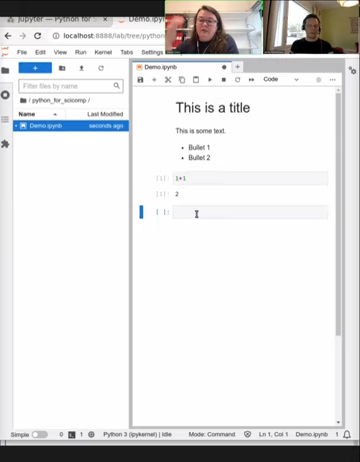 Jupyter — Python for S
Demo.ipynb
localhost:8888/lab/tree/python
File Edit View Run Kernel Tabs Settings
Filter files by name
/ python_for_scicomp /
Name Last Modified
Demo.ipynb seconds ago
Demo.ipynb
Code
This is a title
This is some text.
• Bullet 1
• Bullet 2
[1]: 1+1
[1]: 2
[ ]:
Simple 0 1 Python 3 (ipykernel) | Idle Mode: Command Ln 1, Col 1 Demo.ipynb 1